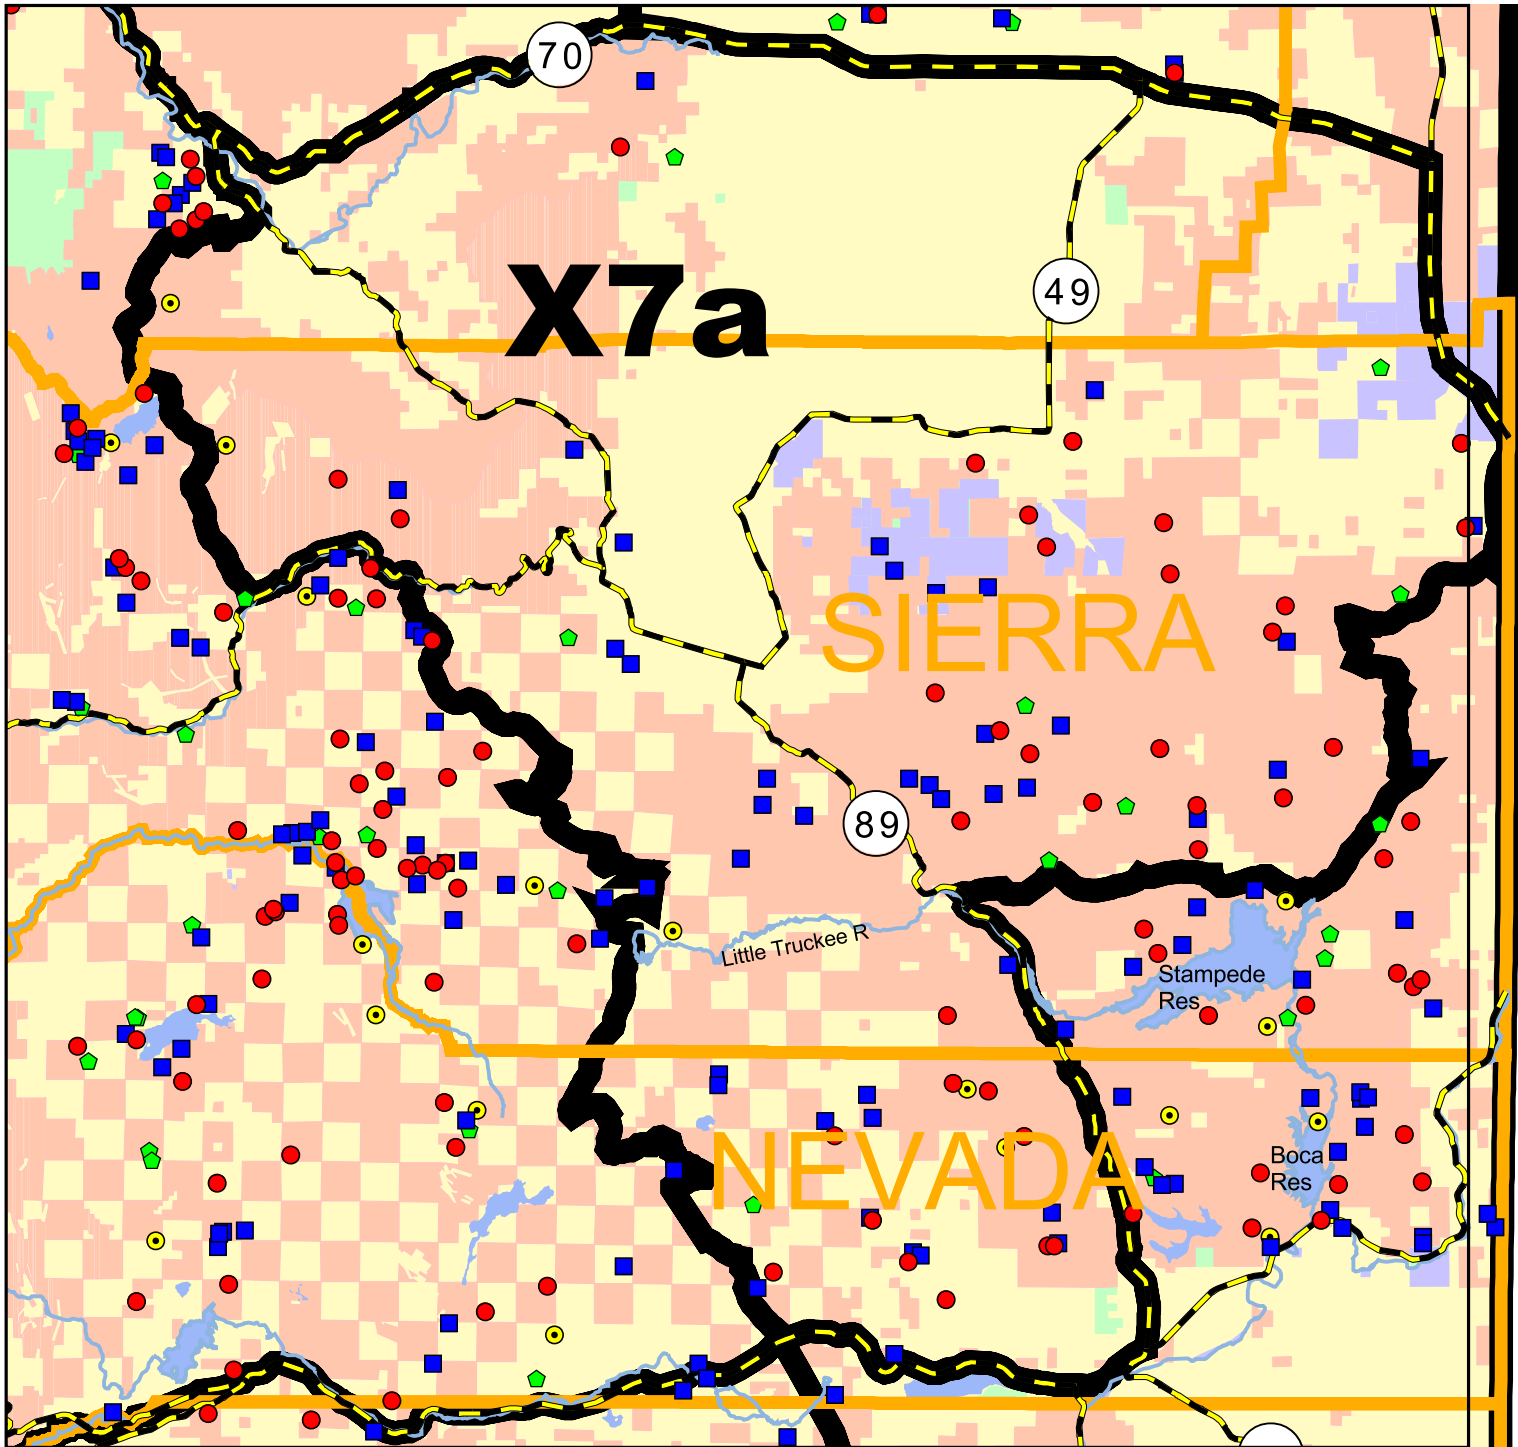 70
X7a
49
SIERRA
89
Little Truckee R
Stampede
Res
NEVADA
Boca
Res